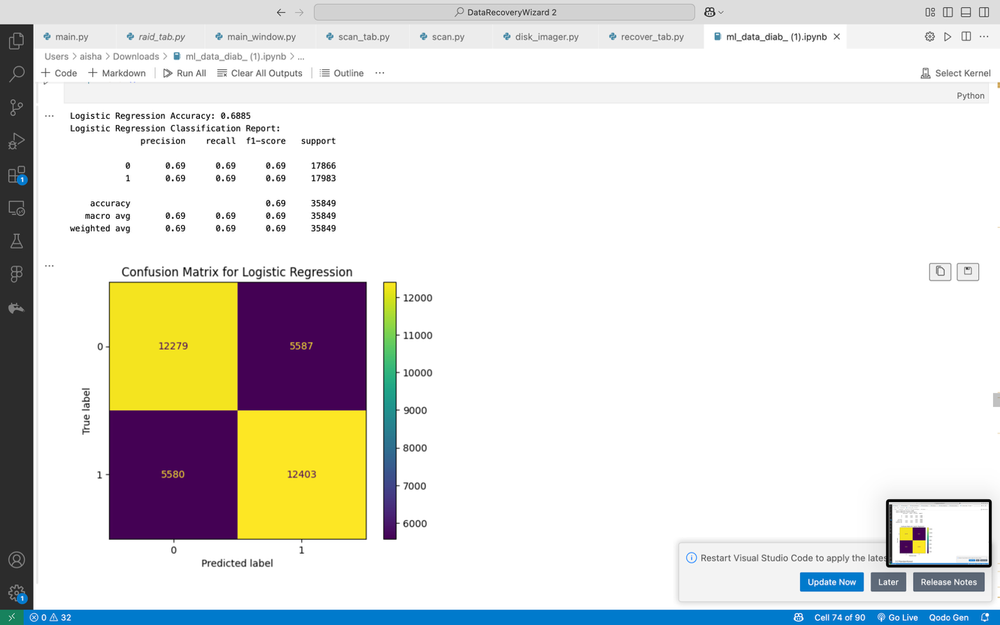 DataRecoveryWizard 2
main.py raid_tab.py main_window.py scan_tab.py scan.py disk_imager.py recover_tab.py ml_data_diab_ (1).ipynb
Users > aisha > Downloads > ml_data_diab_ (1).ipynb > ...
+ Code + Markdown Run All Clear All Outputs Outline ... Select Kernel
Python
Logistic Regression Accuracy: 0.6885
Logistic Regression Classification Report:
precision recall f1-score support
0 0.69 0.69 0.69 17866
1 0.69 0.69 0.69 17983
accuracy 0.69 35849
macro avg 0.69 0.69 0.69 35849
weighted avg 0.69 0.69 0.69 35849
Confusion Matrix for Logistic Regression
12000
11000
10000
9000
8000
7000
6000
0 12279 5587
True label
1 5580 12403
0 1
Predicted label
1
1
Restart Visual Studio Code to apply the
Update Now Later Release Notes
0 32 Cell 74 of 90 Go Live Qodo Gen